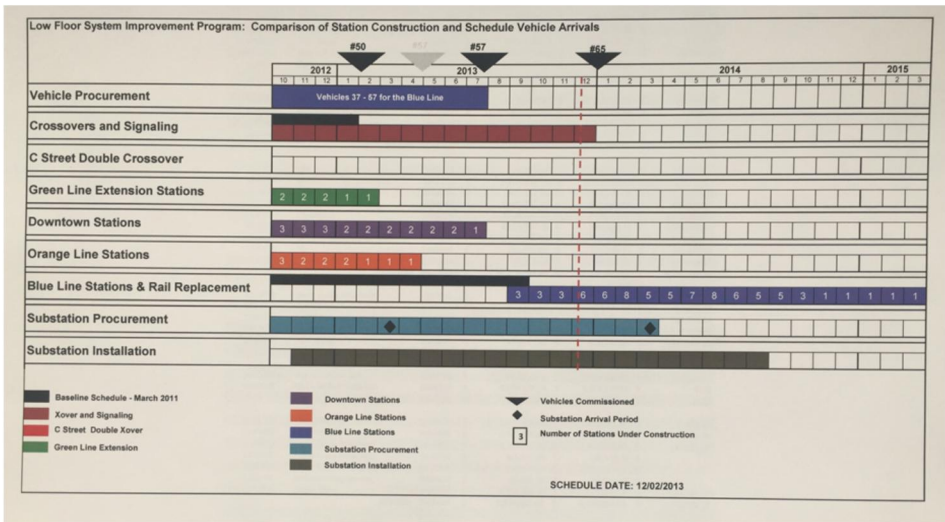 Low Floor System Improvement Program: Comparison of Station Construction and Schedule Vehicle Arrivals
#50 #57 #57 #65
2012 2013 2014 2015
10 11 12 1 2 3 4 5 6 7 8 9 10 11 12 1 2 3 4 5 6 7 8 9 10 11 12 1 2 3
Vehicle Procurement Vehicles 37 - 57 for the Blue Line
Crossovers and Signaling
C Street Double Crossover
Green Line Extension Stations 2 2 2 1 1
Downtown Stations 3 3 3 2 2 2 2 2 2 1
Orange Line Stations 3 2 2 2 1 1 1
Blue Line Stations & Rail Replacement 3 3 3 6 6 8 5 5 7 8 6 5 5 3 1 1 1 1 1
Substation Procurement
Substation Installation
Baseline Schedule - March 2011
Xover and Signaling
C Street Double Xover
Green Line Extension
Downtown Stations
Orange Line Stations
Blue Line Stations
Substation Procurement
Substation Installation
Vehicles Commissioned
Substation Arrival Period
3 Number of Stations Under Construction
SCHEDULE DATE: 12/02/2013